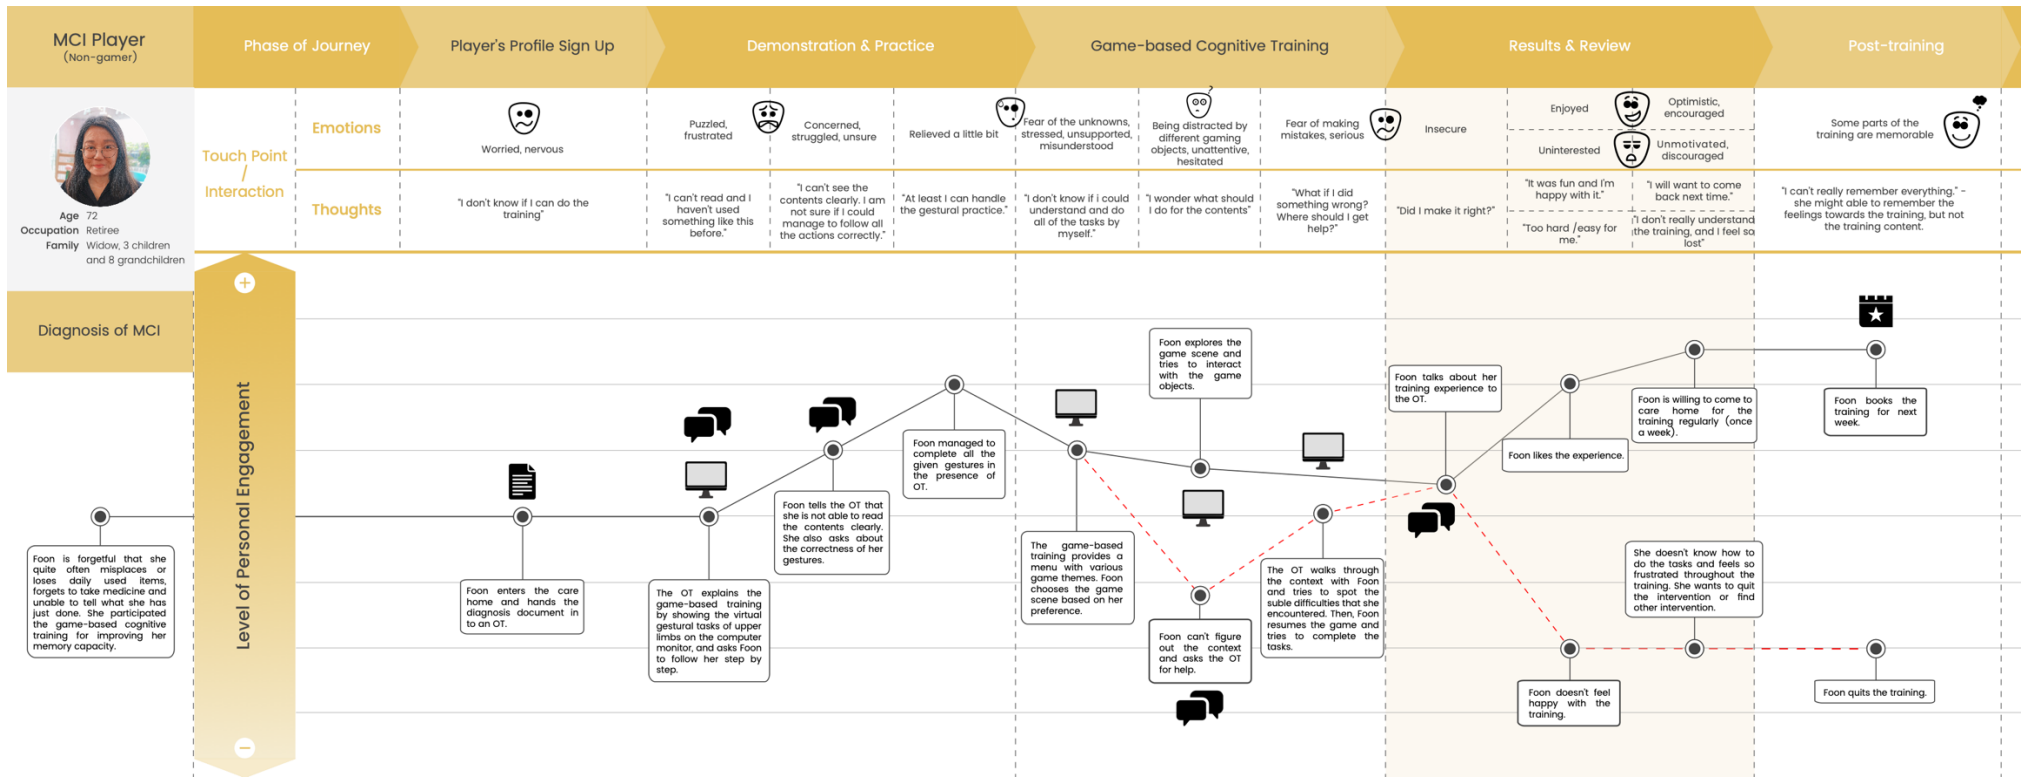 MCI Player
(Non-gamer)
Phase of Journey
Player's Profile Sign Up
Demonstration & Practice
Game-based Cognitive Training
Results & Review
Post-training
Age 72
Occupation Retiree
Family Widow, 3 children
and 8 grandchildren
Diagnosis of MCI
Touch Point
/
Interaction
Emotions
Worried, nervous
Puzzled,
frustrated
Concerned,
struggled, unsure
Relieved a little bit
Fear of the unknowns,
stressed, unsupported,
misunderstood
?
Being distracted by
different gaming
objects, unattentive,
hesitated
Fear of making
mistakes, serious
Insecure
Enjoyed
Optimistic,
encouraged
Uninterested
Unmotivated,
discouraged
Some parts of the
training are memorable
Thoughts
"I don't know if I can do the
training"
"I can't read and I
haven't used
something like this
before."
"I can't see the
contents clearly. I am
not sure if I could
manage to follow all
the actions correctly."
"At least I can handle
the gestural practice."
"I don't know if i could
understand and do
all of the tasks by
myself."
"I wonder what should
I do for the contents"
"What if I did
something wrong?
Where should I get
help?"
"Did I make it right?"
"It was fun and I'm
happy with it."
"I will want to come
back next time."
"Too hard /easy for
me."
"I don't really understand
the training, and I feel so
lost"
"I can't really remember everything." -
she might able to remember the
feelings towards the training, but not
the training content.
+
Level of Personal Engagement
−
Foon is forgetful that she
quite often misplaces or
loses daily used items,
forgets to take medicine and
unable to tell what she has
just done. She participated
the game-based cognitive
training for improving her
memory capacity.
Foon enters the care
home and hands the
diagnosis document in
to an OT.
The OT explains the
game-based training
by showing the virtual
gestural tasks of upper
limbs on the computer
monitor, and asks Foon
to follow her step by
step.
Foon tells the OT that
she is not able to read
the contents clearly.
She also asks about
the correctness of her
gestures.
Foon managed to
complete all the
given gestures in
the presence of
OT.
The game-based
training provides a
menu with various
game themes. Foon
chooses the game
scene based on her
preference.
Foon explores the
game scene and
tries to interact
with the game
objects.
Foon can't figure
out the context
and asks the OT
for help.
The OT walks through
the context with Foon
and tries to spot the
suble difficulties that she
encountered. Then, Foon
resumes the game and
tries to complete the
tasks.
Foon talks about her
training experience to
the OT.
Foon likes the experience.
Foon is willing to come to
care home for the
training regularly (once
a week).
Foon books the
training for next
week.
Foon doesn't feel
happy with the
training.
She doesn't know how to
do the tasks and feels so
frustrated throughout the
training. She wants to quit
the intervention or find
other intervention.
Foon quits the training.